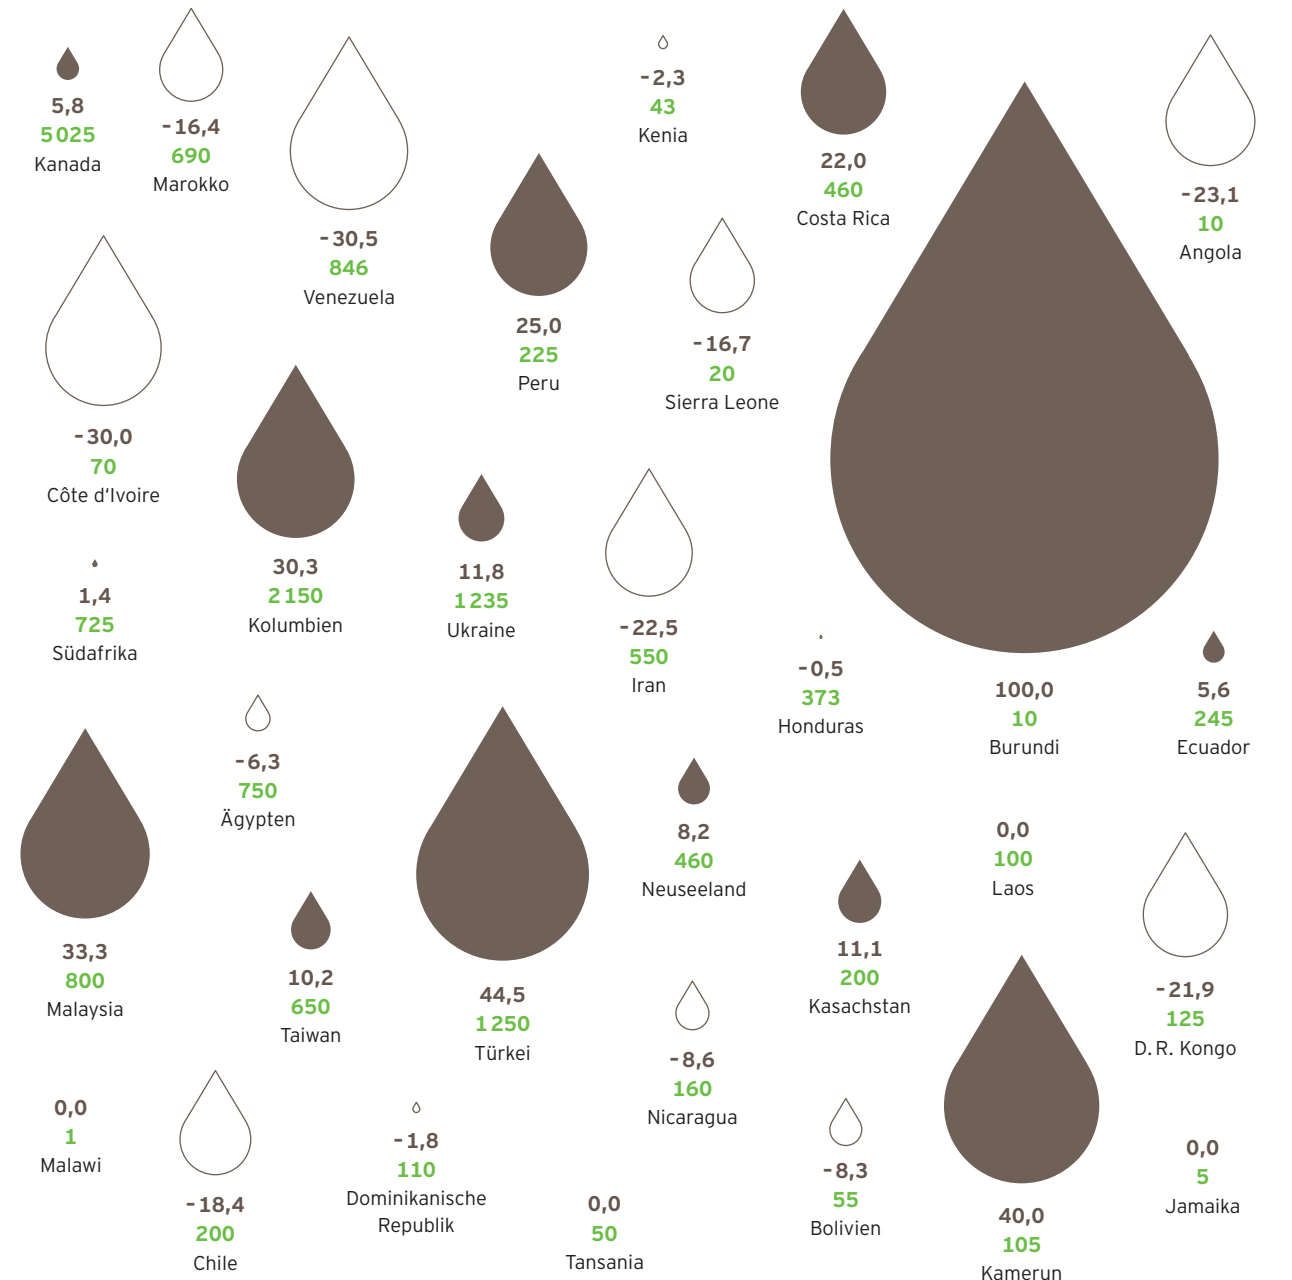 5,8
5 025
Kanada
-16,4
690
Marokko
-30,5
846
Venezuela
-2,3
43
Kenia
22,0
460
Costa Rica
-23,1
10
Angola
25,0
225
Peru
-16,7
20
Sierra Leone
-30,0
70
Côte d‘Ivoire
30,3
2 150
Kolumbien
11,8
1 235
Ukraine
1,4
725
Südafrika
-22,5
550
Iran
-0,5
373
Honduras
100,0
10
Burundi
5,6
245
Ecuador
-6,3
750
Ägypten
8,2
460
Neuseeland
0,0
100
Laos
33,3
800
Malaysia
10,2
650
Taiwan
44,5
1 250
Türkei
11,1
200
Kasachstan
-21,9
125
D. R. Kongo
-8,6
160
Nicaragua
0,0
1
Malawi
-18,4
200
Chile
-1,8
110
Dominikanische
Republik
0,0
50
Tansania
-8,3
55
Bolivien
40,0
105
Kamerun
0,0
5
Jamaika